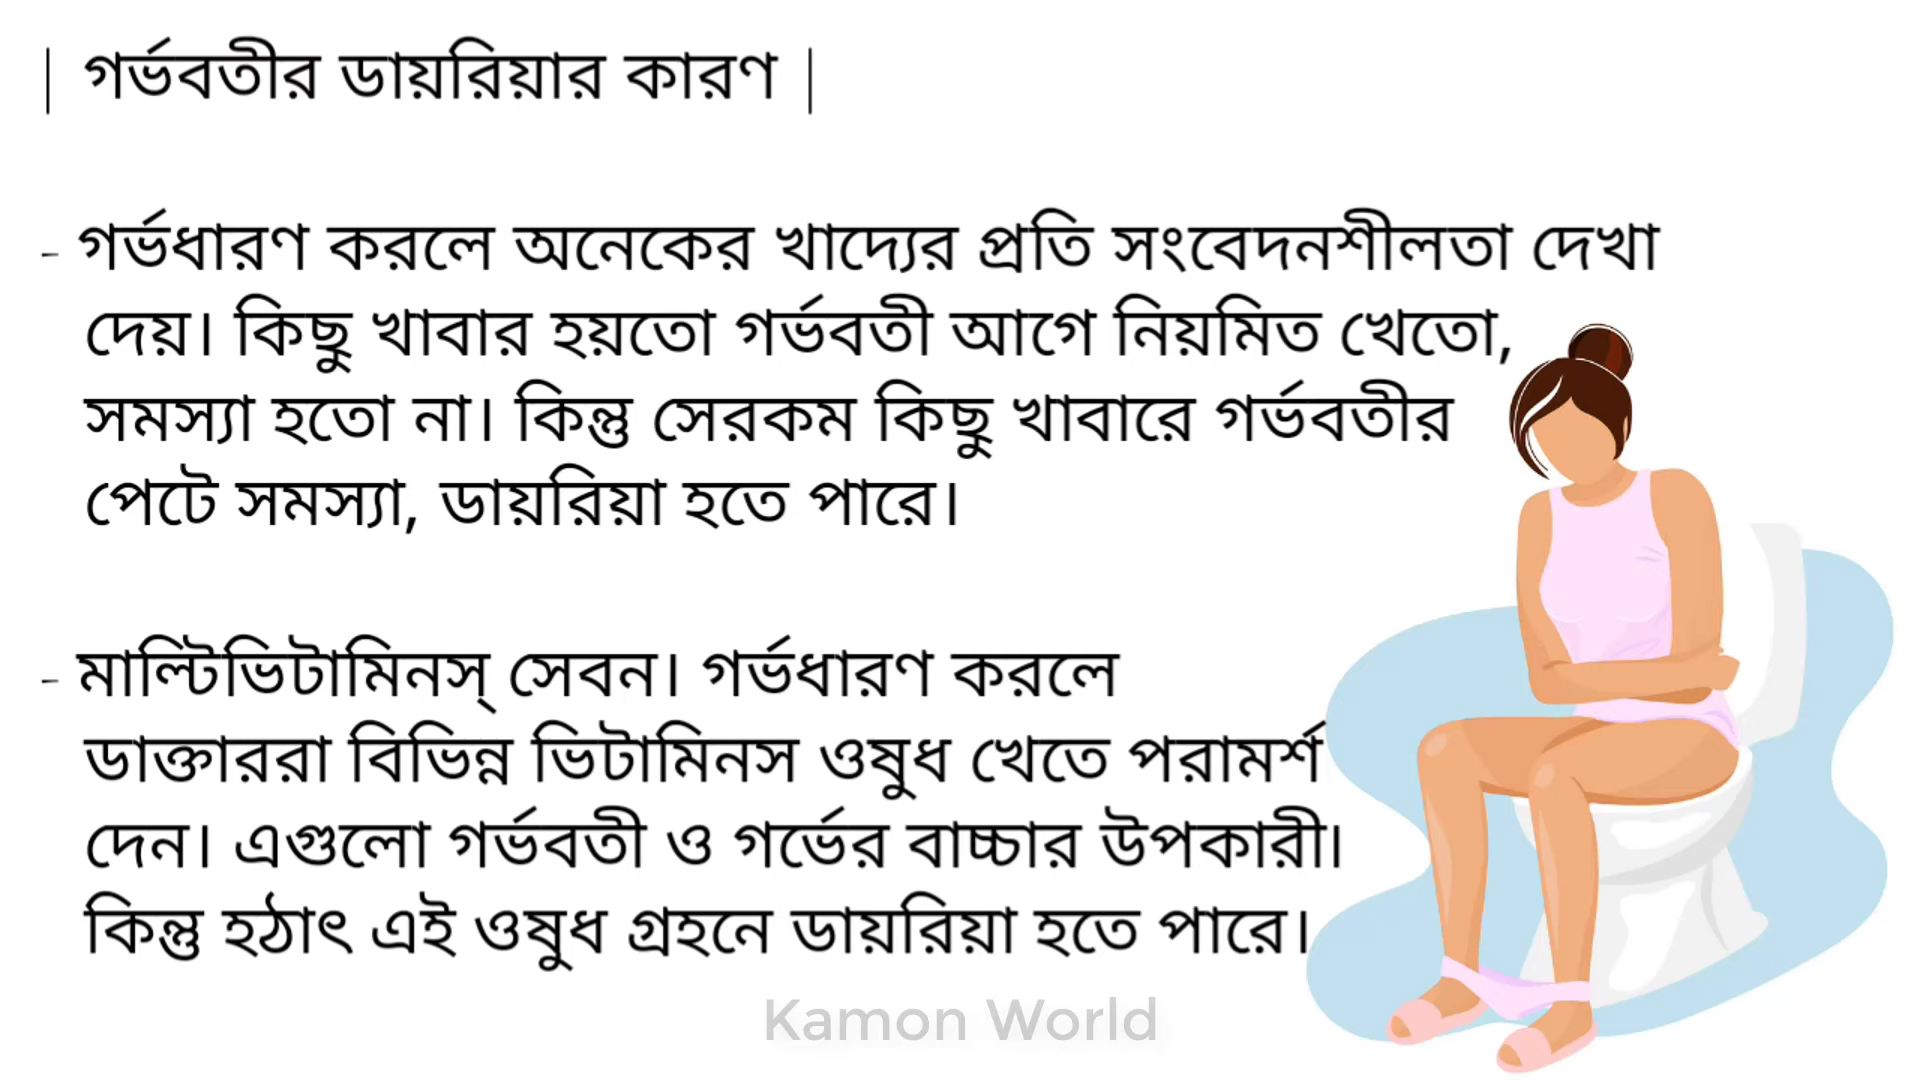 | গর্ভবতীর ডায়রিয়ার কারণ |
- গর্ভধারণ করলে অনেকের খাদ্যের প্রতি সংবেদনশীলতা দেখা
দেয়। কিছু খাবার হয়তো গর্ভবতী আগে নিয়মিত খেতো,
সমস্যা হতো না। কিন্তু সেরকম কিছু খাবারে গর্ভবতীর
পেটে সমস্যা, ডায়রিয়া হতে পারে।
- মাল্টিভিটামিনস্ সেবন। গর্ভধারণ করলে
ডাক্তাররা বিভিন্ন ভিটামিনস ওষুধ খেতে পরামর্শ
দেন। এগুলো গর্ভবতী ও গর্ভের বাচ্চার উপকারী।
কিন্তু হঠাৎ এই ওষুধ গ্রহনে ডায়রিয়া হতে পারে।
Kamon World